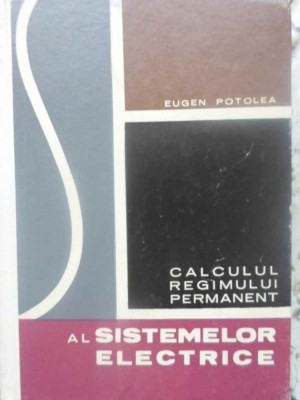 EUGEN POTOLEA
CALCULUL
REGIMULUI
PERMANENT
AL SISTEMELOR
ELECTRICE